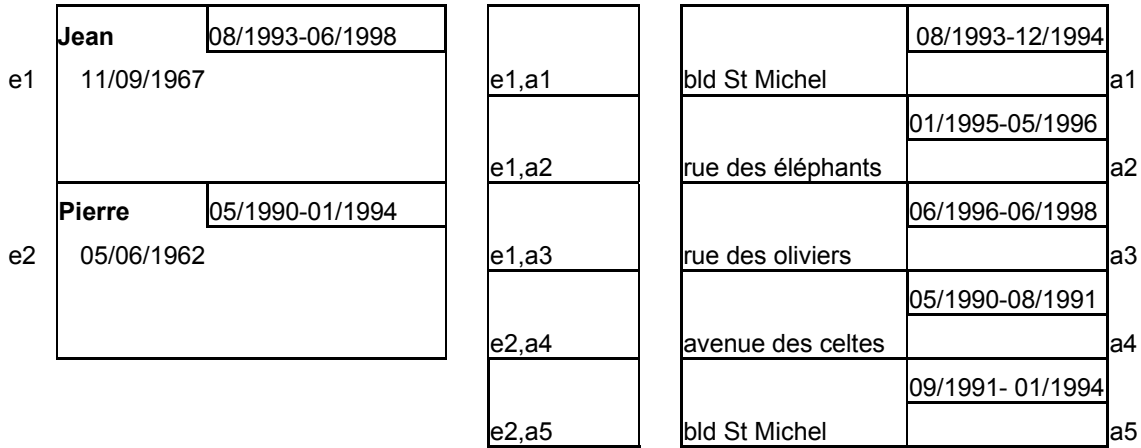 Jean 08/1993-06/1998 08/1993-12/1994
e1 11/09/1967 e1,a1 bld St Michel a1
01/1995-05/1996
e1,a2 rue des éléphants a2
Pierre 05/1990-01/1994 06/1996-06/1998
e2 05/06/1962 e1,a3 rue des oliviers a3
05/1990-08/1991
e2,a4 avenue des celtes a4
09/1991- 01/1994
e2,a5 bld St Michel a5